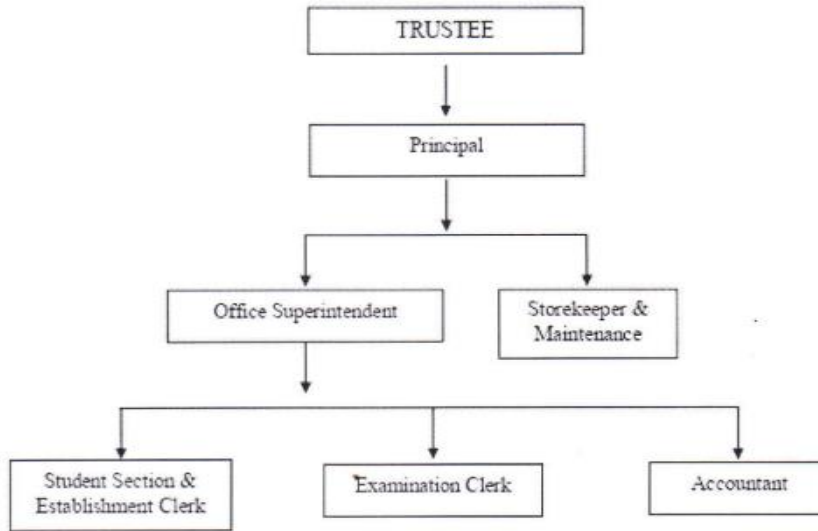 TRUSTEE
Principal
Office Superintendent
Storekeeper &
Maintenance
Student Section &
Establishment Clerk
Examination Clerk
Accountant